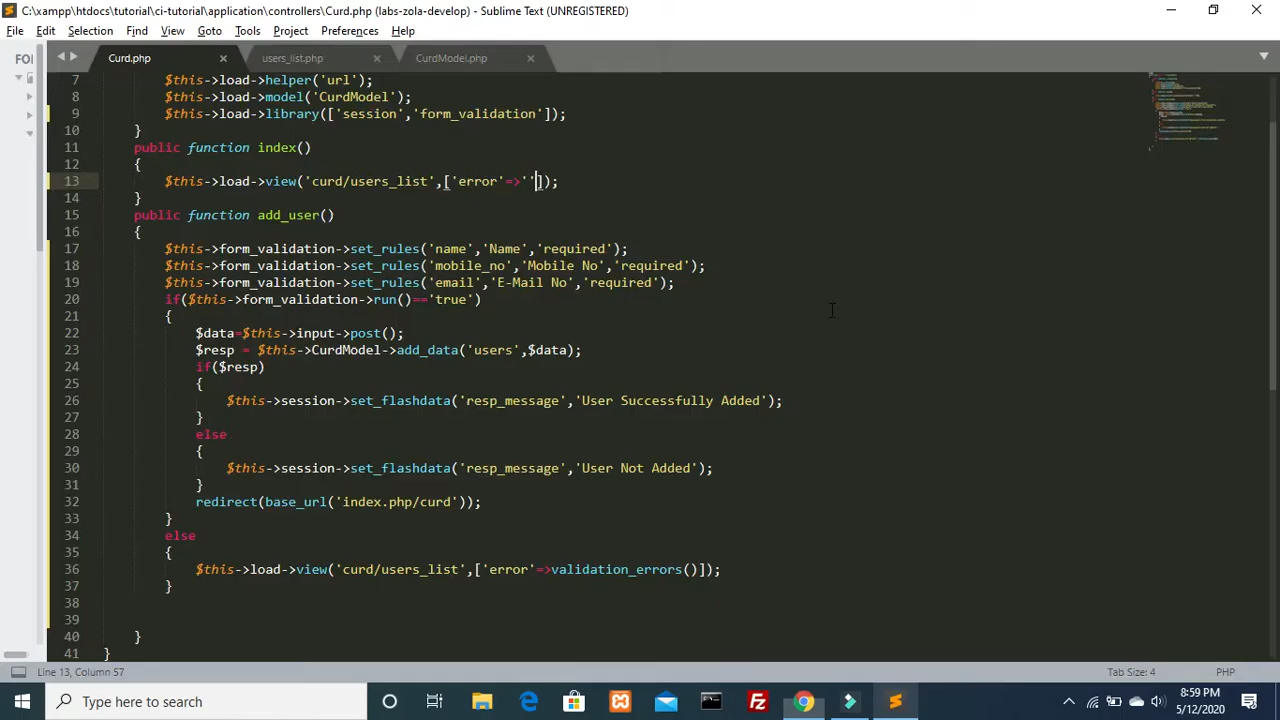 C:\xampp\htdocs\tutorial\ci-tutorial\application\controllers\Curd.php (labs-zola-develop) - Sublime Text (UNREGISTERED)
File Edit Selection Find View Goto Tools Project Preferences Help
FO
Curd.php users_list.php CurdModel.php
7 $this->load->helper('url');
8 $this->load->model('CurdModel');
9 $this->load->library(['session','form_validation']);
10 }
11 public function index()
12 {
13 $this->load->view('curd/users_list',['error'=>'']);
14 }
15 public function add_user()
16 {
17 $this->form_validation->set_rules('name','Name','required');
18 $this->form_validation->set_rules('mobile_no','Mobile No','required');
19 $this->form_validation->set_rules('email','E-Mail No','required');
20 if($this->form_validation->run()=='true')
21 {
22 $data=$this->input->post();
23 $resp = $this->CurdModel->add_data('users',$data);
24 if($resp)
25 {
26 $this->session->set_flashdata('resp_message','User Successfully Added');
27 }
28 else
29 {
30 $this->session->set_flashdata('resp_message','User Not Added');
31 }
32 redirect(base_url('index.php/curd'));
33 }
34 else
35 {
36 $this->load->view('curd/users_list',['error'=>validation_errors()]);
37 }
38
39
40 }
41 }
Line 13, Column 57 Tab Size: 4 PHP
Type here to search
8:59 PM
5/12/2020